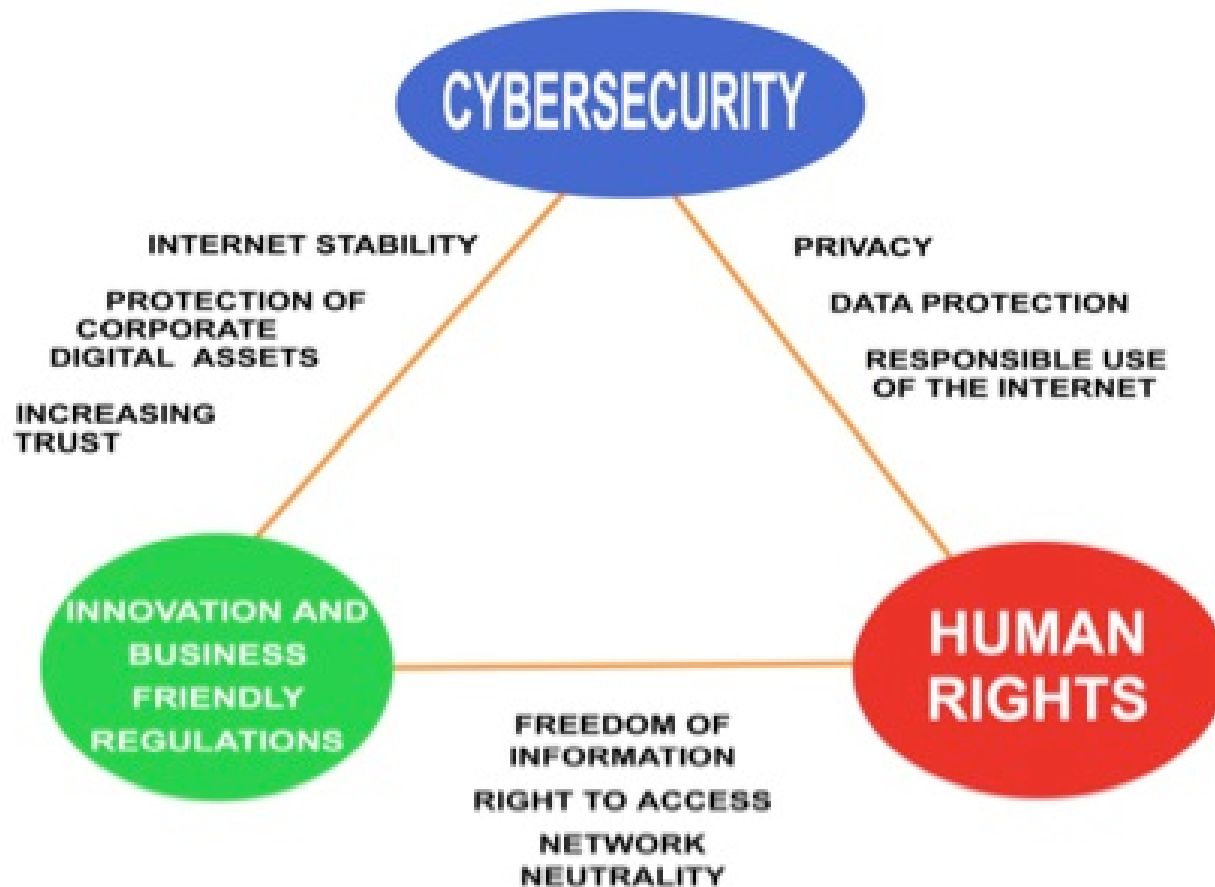 CYBERSECURITY
INTERNET STABILITY
PROTECTION OF
CORPORATE
DIGITAL ASSETS
INCREASING
TRUST
PRIVACY
DATA PROTECTION
RESPONSIBLE USE
OF THE INTERNET
INNOVATION AND
BUSINESS
FRIENDLY
REGULATIONS
HUMAN
RIGHTS
FREEDOM OF
INFORMATION
RIGHT TO ACCESS
NETWORK
NEUTRALITY